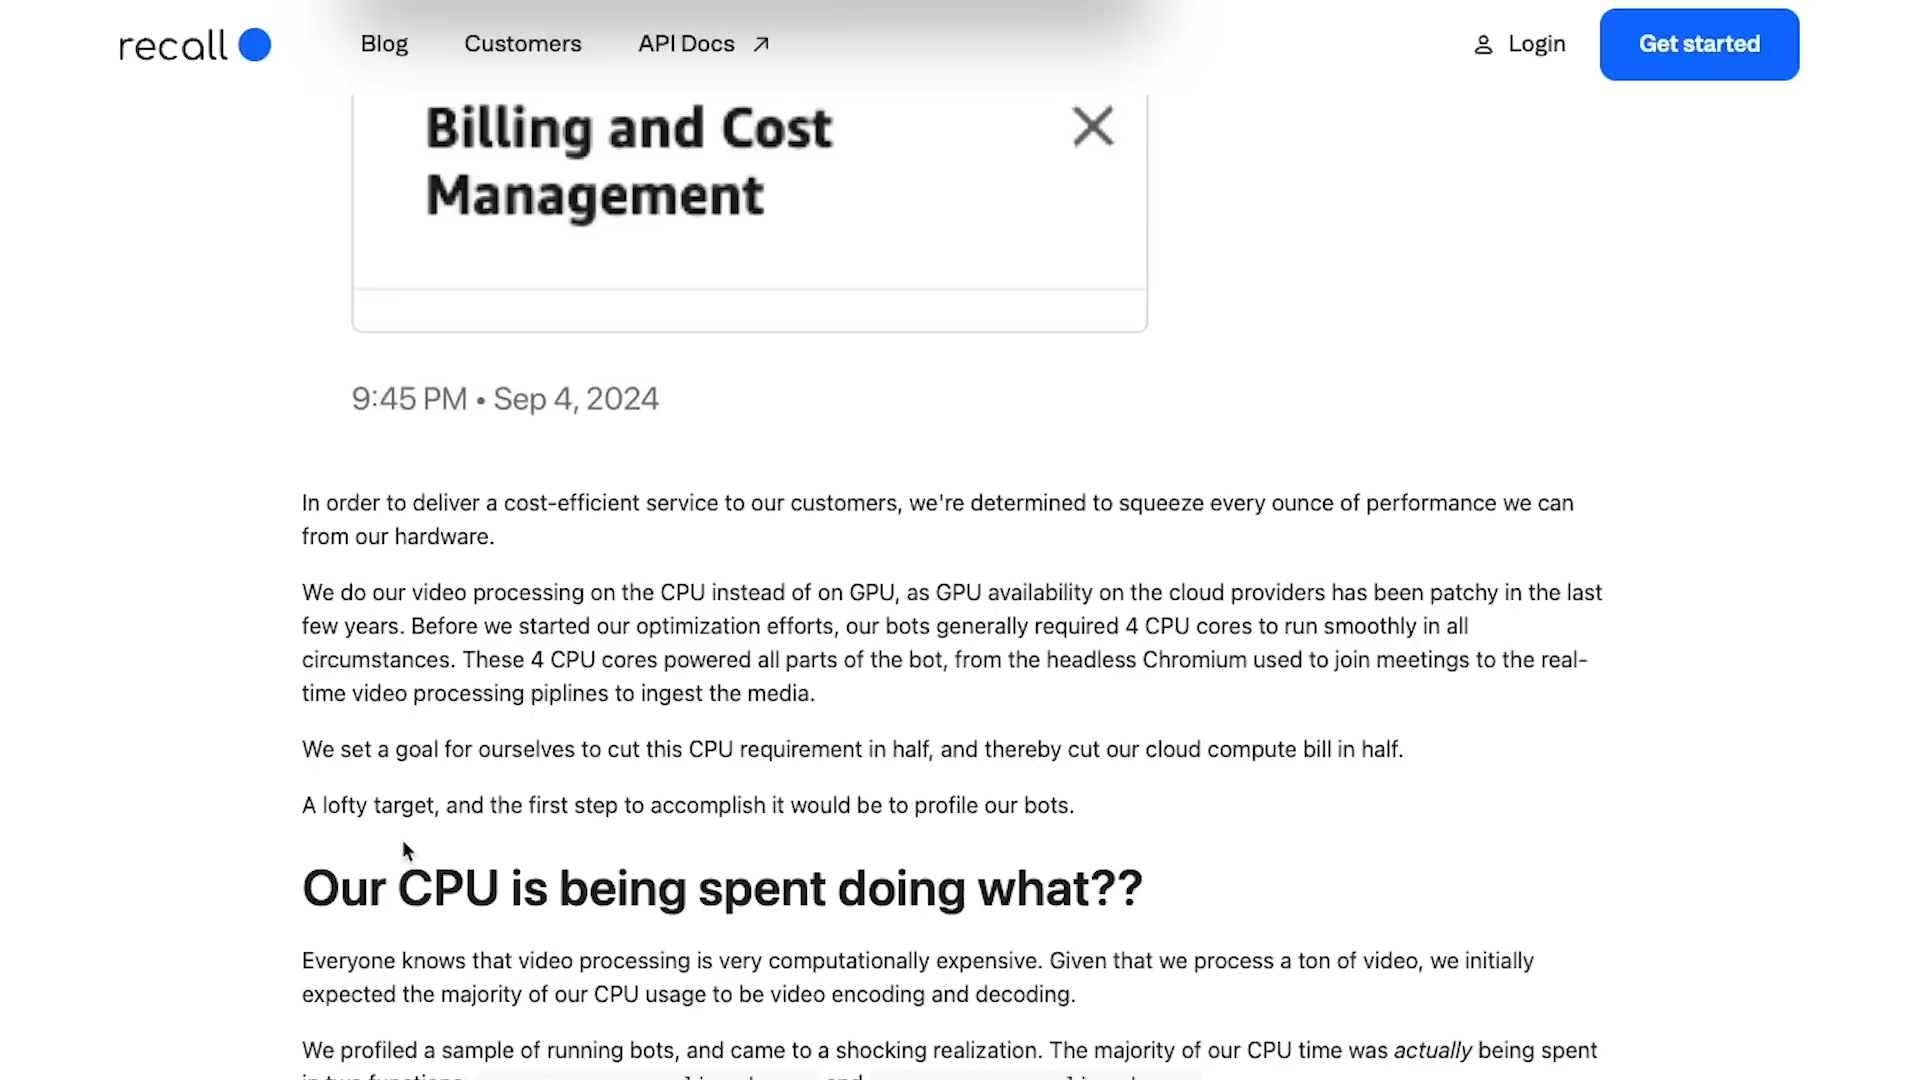 recall
Blog
Customers
API Docs
Login
Get started
Billing and Cost
Management
9:45 PM • Sep 4, 2024
In order to deliver a cost-efficient service to our customers, we're determined to squeeze every ounce of performance we can
from our hardware.
We do our video processing on the CPU instead of on GPU, as GPU availability on the cloud providers has been patchy in the last
few years. Before we started our optimization efforts, our bots generally required 4 CPU cores to run smoothly in all
circumstances. These 4 CPU cores powered all parts of the bot, from the headless Chromium used to join meetings to the real-
time video processing piplines to ingest the media.
We set a goal for ourselves to cut this CPU requirement in half, and thereby cut our cloud compute bill in half.
A lofty target, and the first step to accomplish it would be to profile our bots.
Our CPU is being spent doing what??
Everyone knows that video processing is very computationally expensive. Given that we process a ton of video, we initially
expected the majority of our CPU usage to be video encoding and decoding.
We profiled a sample of running bots, and came to a shocking realization. The majority of our CPU time was actually being spent